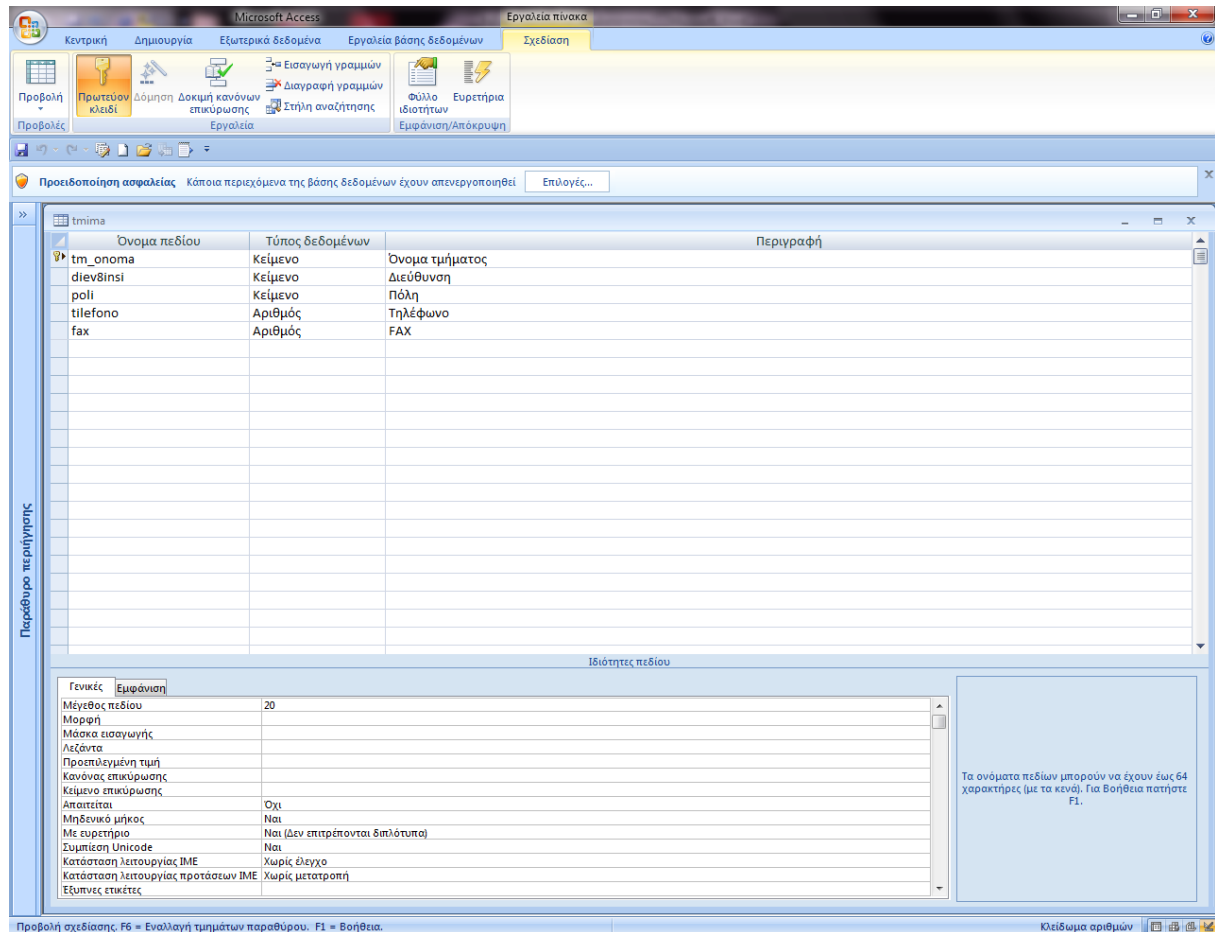 Microsoft Access
Εργαλεία πίνακα
Κεντρική Δημιουργία Εξωτερικά δεδομένα Εργαλεία βάσης δεδομένων Σχεδίαση
Προβολή
Πρωτεύον κλειδί
Δόμηση
Δοκιμή κανόνων επικύρωσης
Εισαγωγή γραμμών
Διαγραφή γραμμών
Στήλη αναζήτησης
Φύλλο ιδιοτήτων
Ευρετήρια
Προβολές Εργαλεία Εμφάνιση/Απόκρυψη
Προειδοποίηση ασφαλείας Κάποια περιεχόμενα της βάσης δεδομένων έχουν απενεργοποιηθεί Επιλογές...
tmima
Όνομα πεδίου Τύπος δεδομένων Περιγραφή
tm_onoma Κείμενο Όνομα τμήματος
diev8insi Κείμενο Διεύθυνση
poli Κείμενο Πόλη
tilefono Αριθμός Τηλέφωνο
fax Αριθμός FAX
Παράθυρο περιήγησης
Ιδιότητες πεδίου
Γενικές Εμφάνιση
Μέγεθος πεδίου 20
Μορφή
Μάσκα εισαγωγής
Λεζάντα
Προεπιλεγμένη τιμή
Κανόνας επικύρωσης
Κείμενο επικύρωσης
Απαιτείται Όχι
Μηδενικό μήκος Ναι
Με ευρετήριο Ναι (Δεν επιτρέπονται διπλότυπα)
Συμπίεση Unicode Ναι
Κατάσταση λειτουργίας IME Χωρίς έλεγχο
Κατάσταση λειτουργίας προτάσεων IME Χωρίς μετατροπή
Έξυπνες ετικέτες
Τα ονόματα πεδίων μπορούν να έχουν έως 64
χαρακτήρες (με τα κενά). Για Βοήθεια πατήστε
F1.
Προβολή σχεδίασης. F6 = Εναλλαγή τμημάτων παραθύρου. F1 = Βοήθεια. Κλείδωμα αριθμών